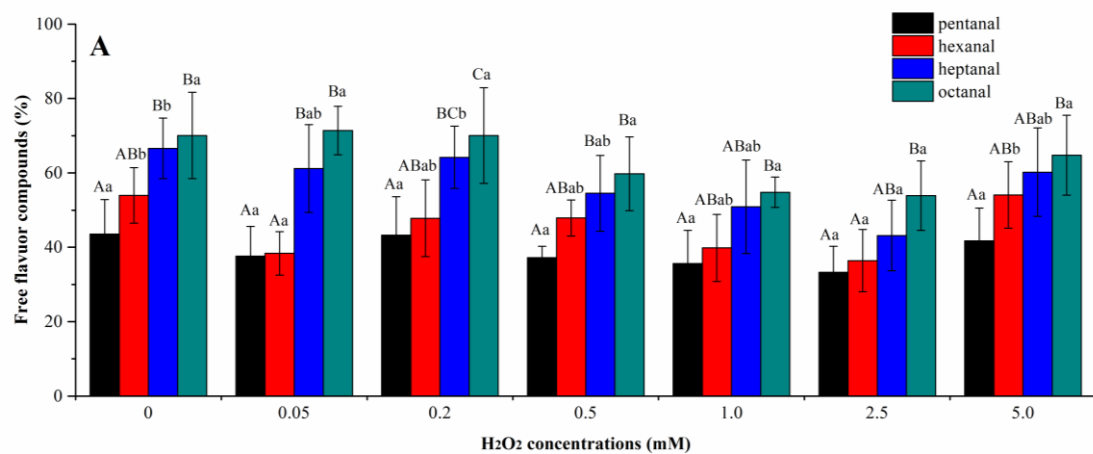 A
pentanal
hexanal
heptanal
octanal
Free flavuor compounds (%)
100
80
60
40
20
0
Aa ABb Bb Ba
Aa Aa Bab Ba
Aa ABab BCb Ca
Aa ABab Bab Ba
Aa ABab ABab Ba
Aa Aa ABa Ba
Aa ABb ABab Ba
0 0.05 0.2 0.5 1.0 2.5 5.0
H2O2 concentrations (mM)